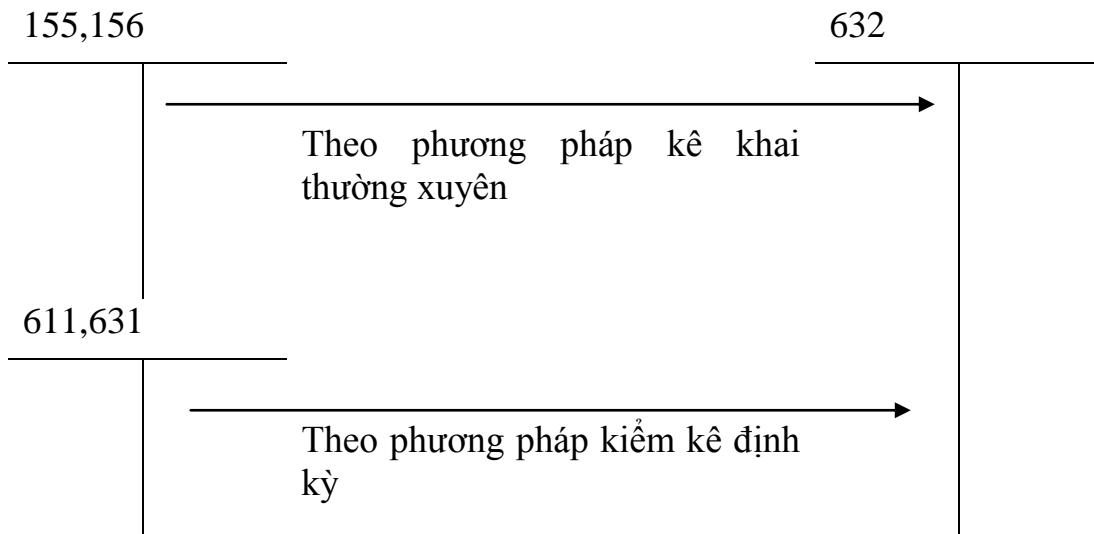 155,156
632
Theo phương pháp kê khai
thường xuyên
611,631
Theo phương pháp kiểm kê định
kỳ